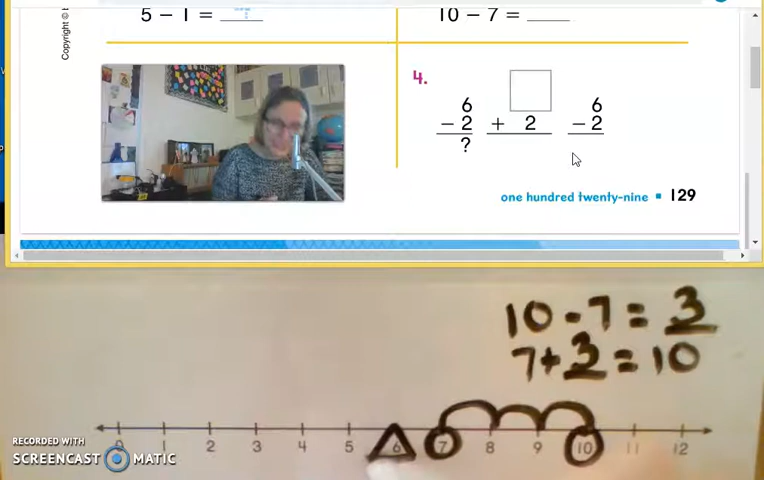 5 − 1 = ____
10 − 7 = ____
Copyright ©
4.
6
− 2
?
+ 2
6
− 2
one hundred twenty-nine ▪ 129
10 - 7 = 3
7 + 3 = 10
0 1 2 3 4 5 6 7 8 9 10 11 12
RECORDED WITH
SCREENCAST MATIC